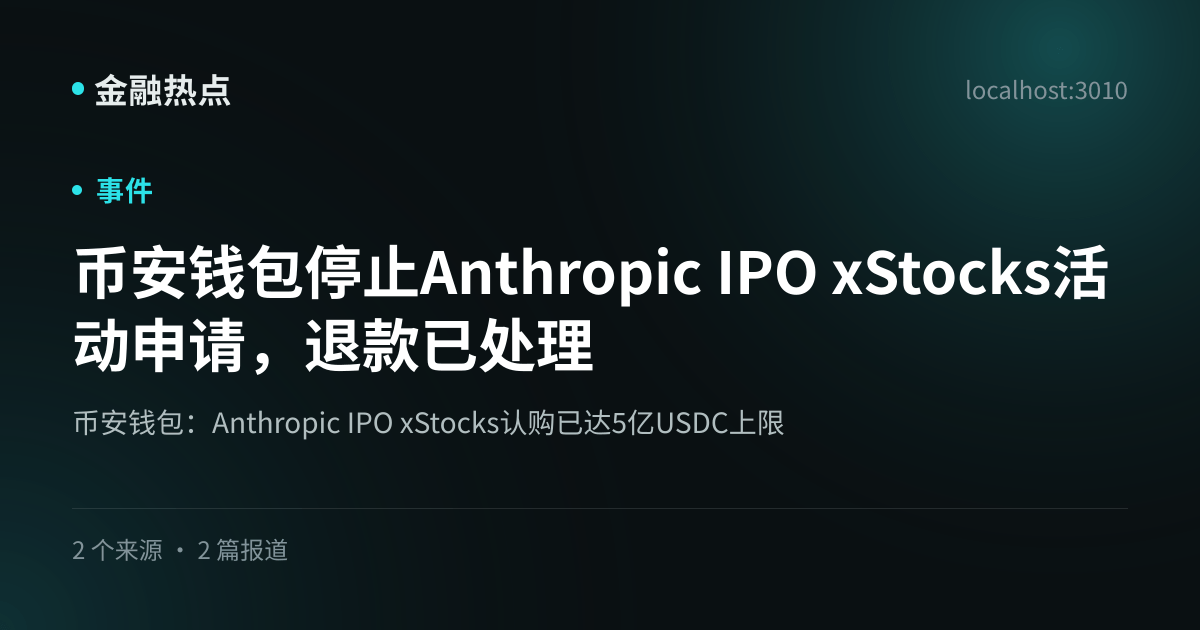 金融热点
localhost:3010
事件
币安钱包停止Anthropic IPO xStocks活
动申请，退款已处理
币安钱包：Anthropic IPO xStocks认购已达5亿USDC上限
2 个来源 · 2 篇报道